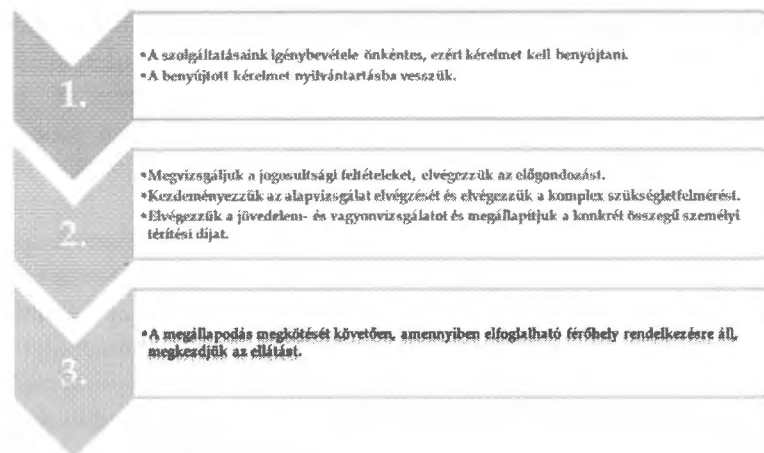 1.
•A szolgáltatásaink igénybevétele önkéntes, ezért kérelmet kell benyújtani.
•A benyújtott kérelmet nyilvántartásba vesszük.
2.
•Megvizsgáljuk a jogosultsági feltételeket, elvégezzük az előgondozást.
•Kezdeményezzük az alapvizsgálat elvégzését és elvégezzük a komplex szükségletfelmérést.
•Elvégezzük a jövedelem- és vagyonvizsgálatot és megállapítjuk a konkrét összegű személyi
térítési díjat.
3.
•A megállapodás megkötését követően, amennyiben elfoglalható férőhely rendelkezésre áll,
megkezdjük az ellátást.